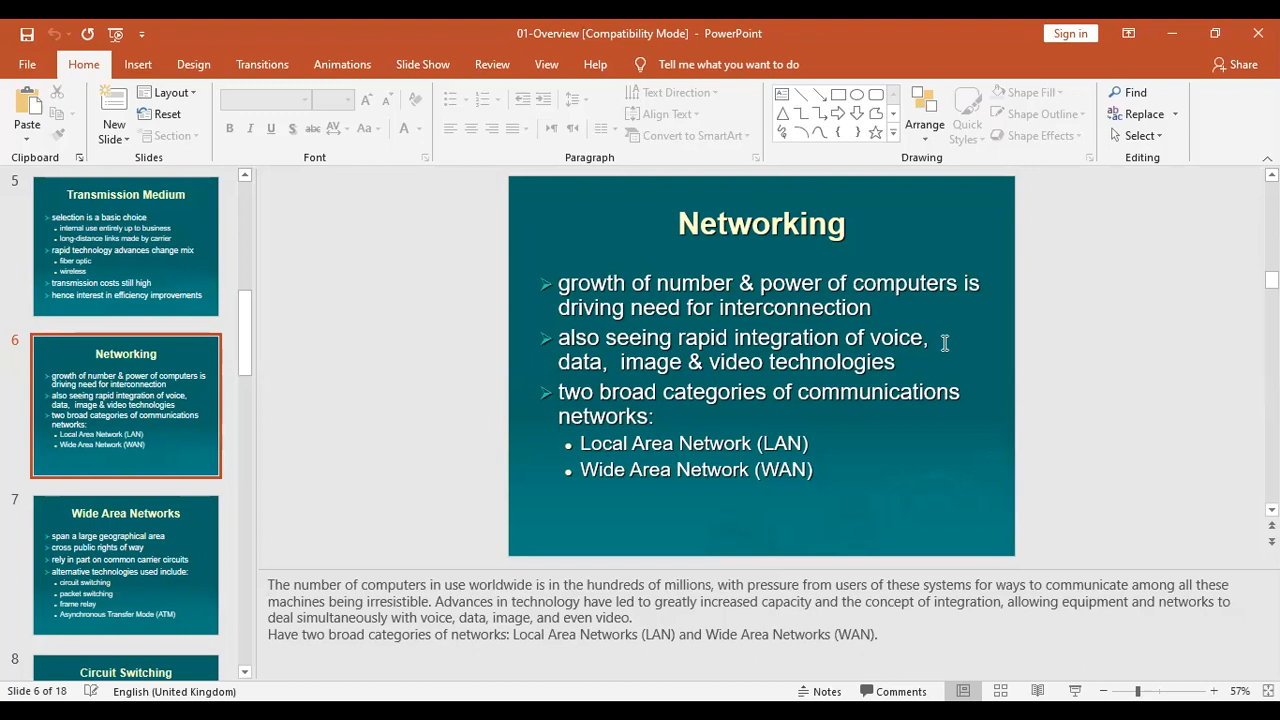 01-Overview [Compatibility Mode] - PowerPoint
Sign in
File
Home
Insert
Design
Transitions
Animations
Slide Show
Review
View
Help
Tell me what you want to do
Share
Paste
Clipboard
New
Slide
Layout
Reset
Section
Slides
B I U S abc AV Aa A
Font
Text Direction
Align Text
Convert to SmartArt
Paragraph
Arrange
Quick
Styles
Shape Fill
Shape Outline
Shape Effects
Drawing
Find
Replace
Select
Editing
5
Transmission Medium
selection is a basic choice
internal use entirely up to business
long-distance links made by carrier
rapid technology advances change mix
fiber optic
wireless
transmission costs still high
hence interest in efficiency improvements
6
Networking
growth of number & power of computers is
driving need for interconnection
also seeing rapid integration of voice,
data, image & video technologies
two broad categories of communications
networks:
Local Area Network (LAN)
Wide Area Network (WAN)
7
Wide Area Networks
span a large geographical area
cross public rights of way
rely in part on common carrier circuits
alternative technologies used include:
circuit switching
packet switching
frame relay
Asynchronous Transfer Mode (ATM)
8
Circuit Switching
Networking
growth of number & power of computers is
driving need for interconnection
also seeing rapid integration of voice,
data, image & video technologies
two broad categories of communications
networks:
Local Area Network (LAN)
Wide Area Network (WAN)
The number of computers in use worldwide is in the hundreds of millions, with pressure from users of these systems for ways to communicate among all these
machines being irresistible. Advances in technology have led to greatly increased capacity and the concept of integration, allowing equipment and networks to
deal simultaneously with voice, data, image, and even video.
Have two broad categories of networks: Local Area Networks (LAN) and Wide Area Networks (WAN).
Slide 6 of 18
English (United Kingdom)
Notes
Comments
57%